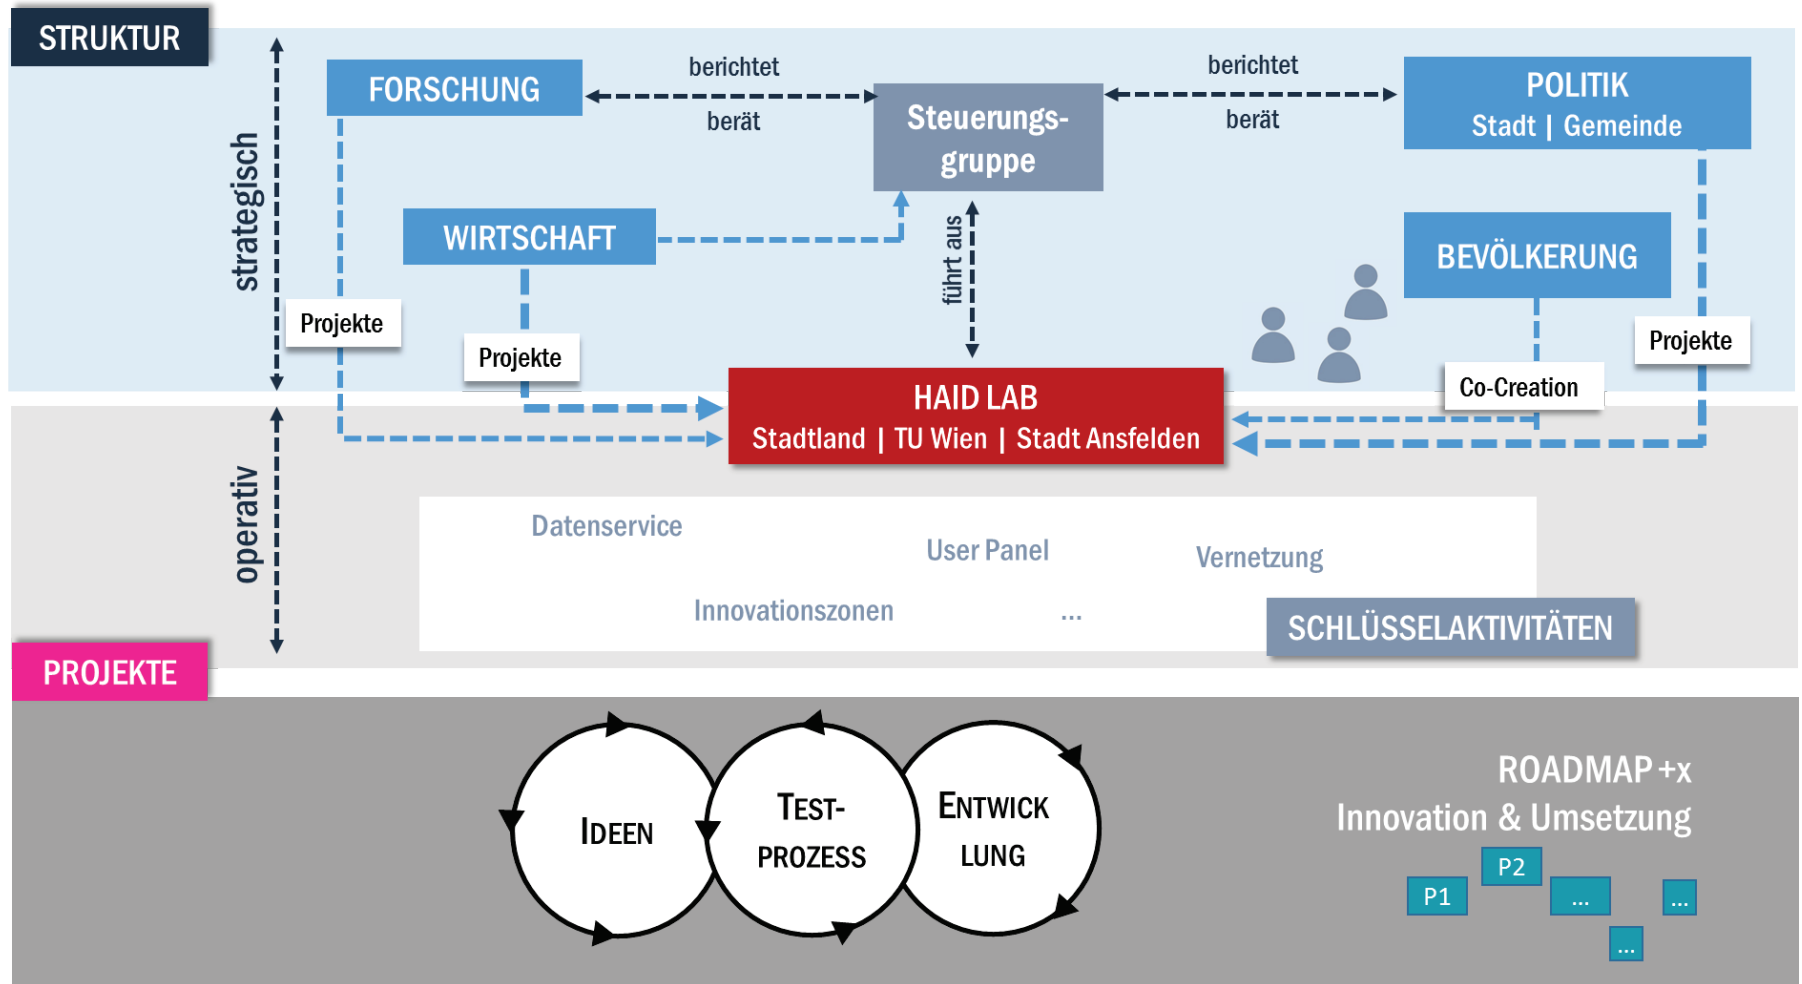 STRUKTUR
FORSCHUNG
berichtet
berät
Steuerungs-
gruppe
berichtet
berät
POLITIK
Stadt | Gemeinde
strategisch
WIRTSCHAFT
führt aus
BEVÖLKERUNG
Projekte
Projekte
Projekte
Co-Creation
HAID LAB
Stadtland | TU Wien | Stadt Ansfelden
operativ
Datenservice
User Panel
Vernetzung
Innovationszonen
...
SCHLÜSSELAKTIVITÄTEN
PROJEKTE
IDEEN
TEST-
PROZESS
ENTWICK
LUNG
ROADMAP +x
Innovation & Umsetzung
P1
P2
...
...
...